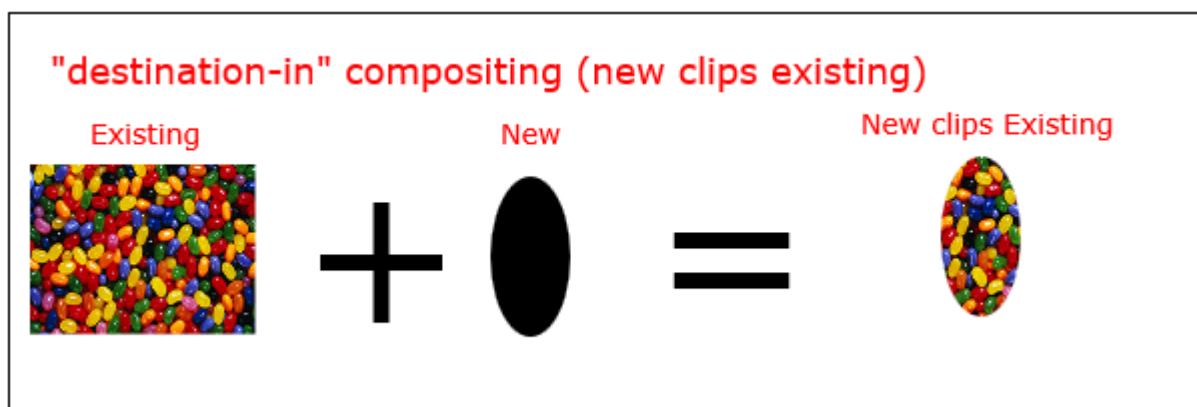 "destination-in" compositing (new clips existing)
Existing
New
New clips Existing